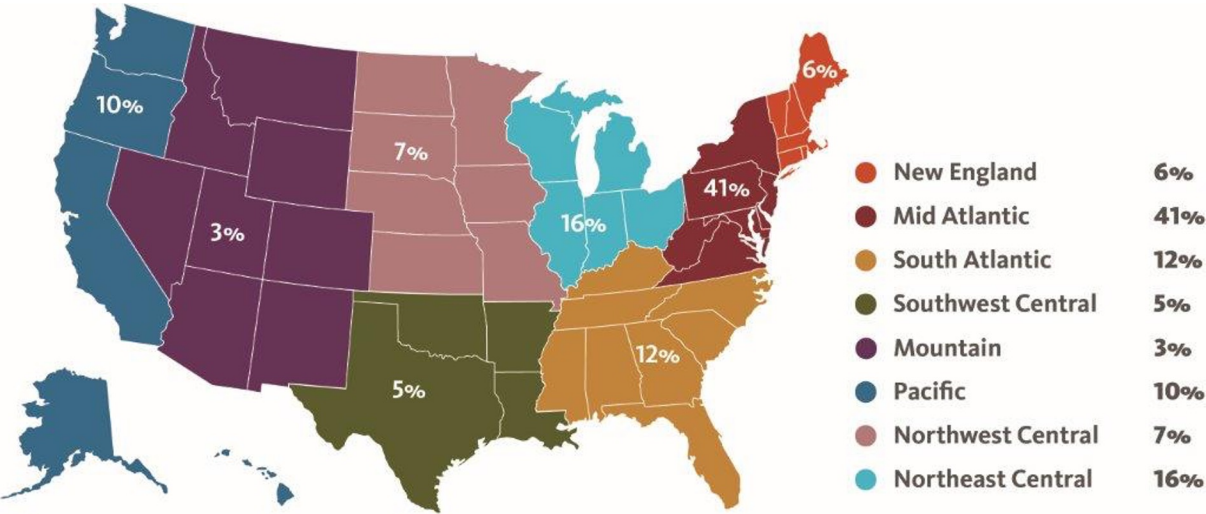 6%
10%
7%
41%
16%
3%
12%
5%
New England 6%
Mid Atlantic 41%
South Atlantic 12%
Southwest Central 5%
Mountain 3%
Pacific 10%
Northwest Central 7%
Northeast Central 16%